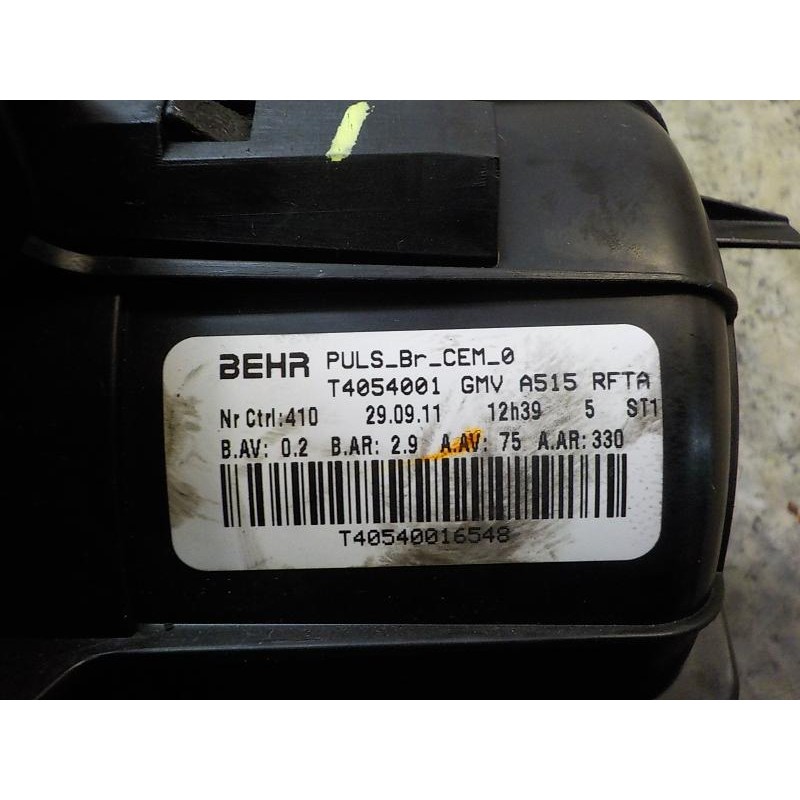 BEHR PULS_Br_CEM_0
T4054001 GMV A515 RFTA
Nr Ctrl:410 29.09.11 12h39 5 ST1
B.AV: 0.2 B.AR: 2.9 A.AV: 75 A.AR: 330
T40540016548